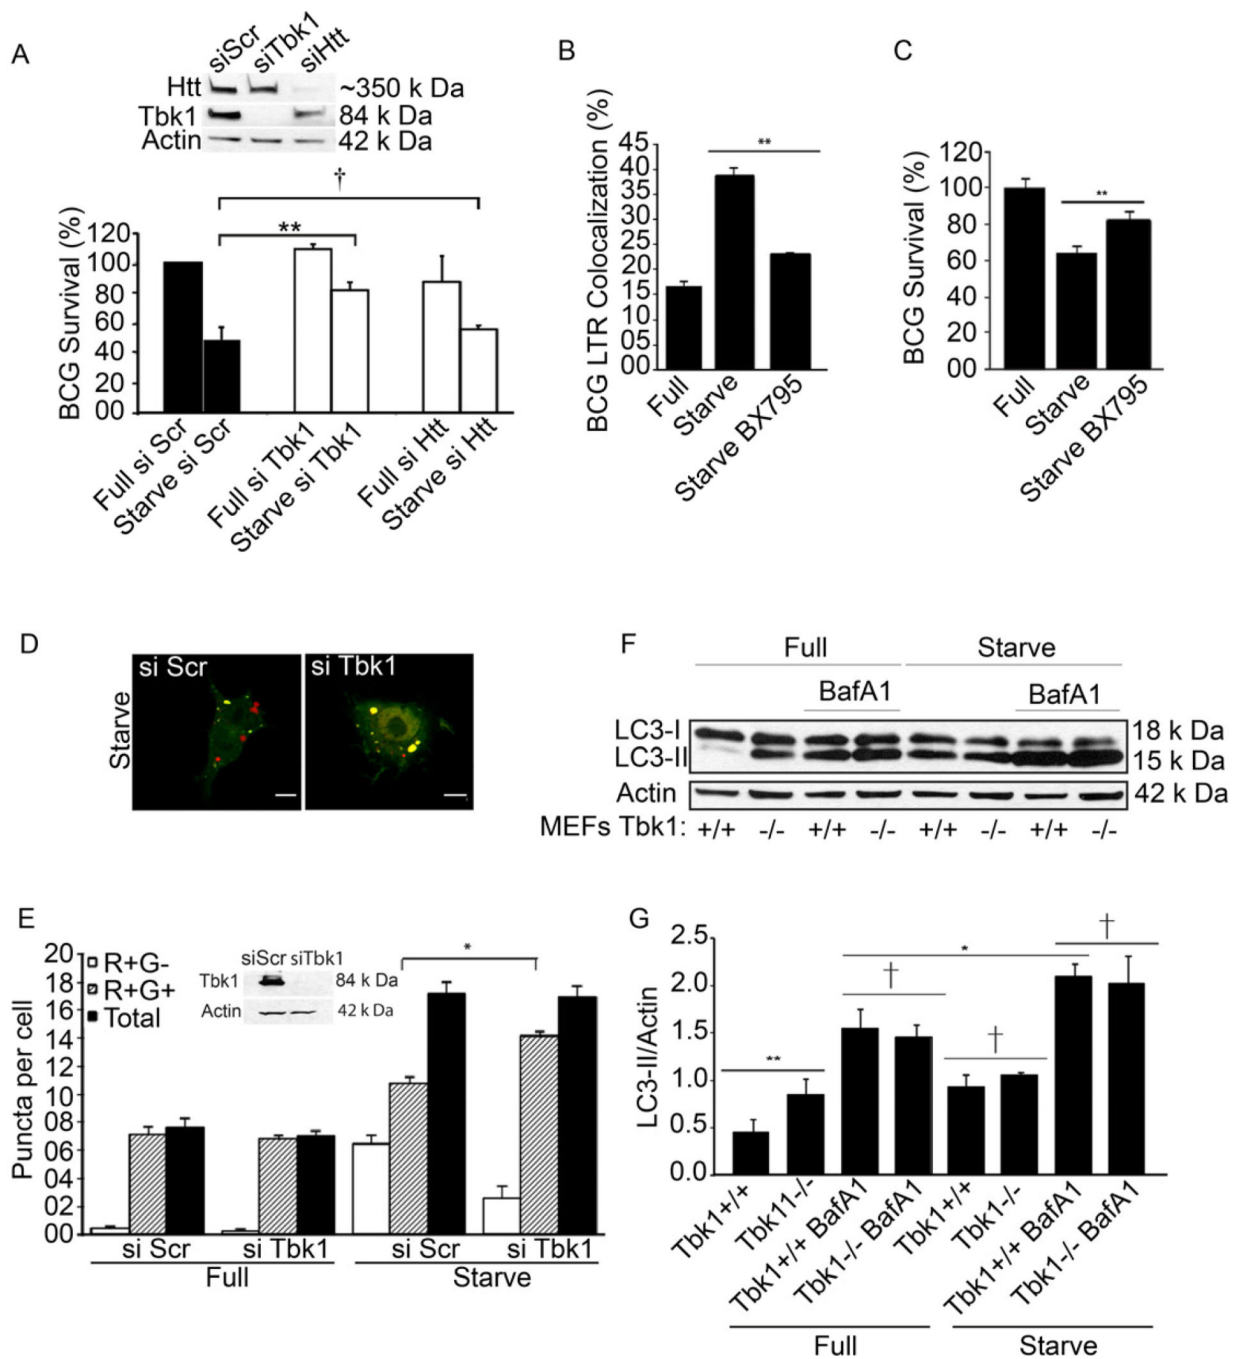 A
siScr siTbk1 siHtt
Htt ~350 k Da
Tbk1 84 k Da
Actin 42 k Da
†
**
BCG Survival (%)
120
100
80
60
40
20
00
Full si Scr
Starve si Scr
Full si Tbk1
Starve si Tbk1
Full si Htt
Starve si Htt
B
BCG LTR Colocalization (%)
**
45
40
35
30
25
20
15
10
05
00
Full
Starve
Starve BX795
C
BCG Survival (%)
**
120
100
80
60
40
20
00
Full
Starve
Starve BX795
D
si Scr
si Tbk1
Starve
F
Full Starve
BafA1 BafA1
LC3-I 18 k Da
LC3-II 15 k Da
Actin 42 k Da
MEFs Tbk1: +/+ -/- +/+ -/- +/+ -/- +/+ -/-
E
R+G-
R+G+
Total
siScr siTbk1
Tbk1 84 k Da
Actin 42 k Da
*
Puncta per cell
20
18
16
14
12
10
08
06
04
02
00
si Scr si Tbk1 si Scr si Tbk1
Full Starve
G
LC3-II/Actin
2.5
2.0
1.5
1.0
0.5
0.0
**
†
*
†
†
Tbk1+/+
Tbk11-/-
Tbk1+/+ BafA1
Tbk1-/- BafA1
Tbk1+/+
Tbk1-/-
Tbk1+/+ BafA1
Tbk1-/- BafA1
Full Starve